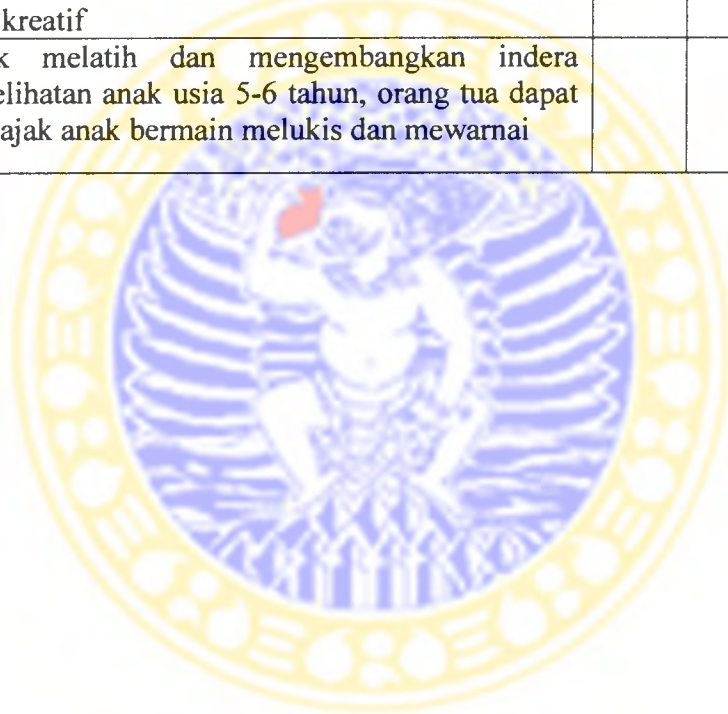 kreatif
k melatih dan mengembangkan indera
elihatan anak usia 5-6 tahun, orang tua dapat
ajak anak bermain melukis dan mewarnai